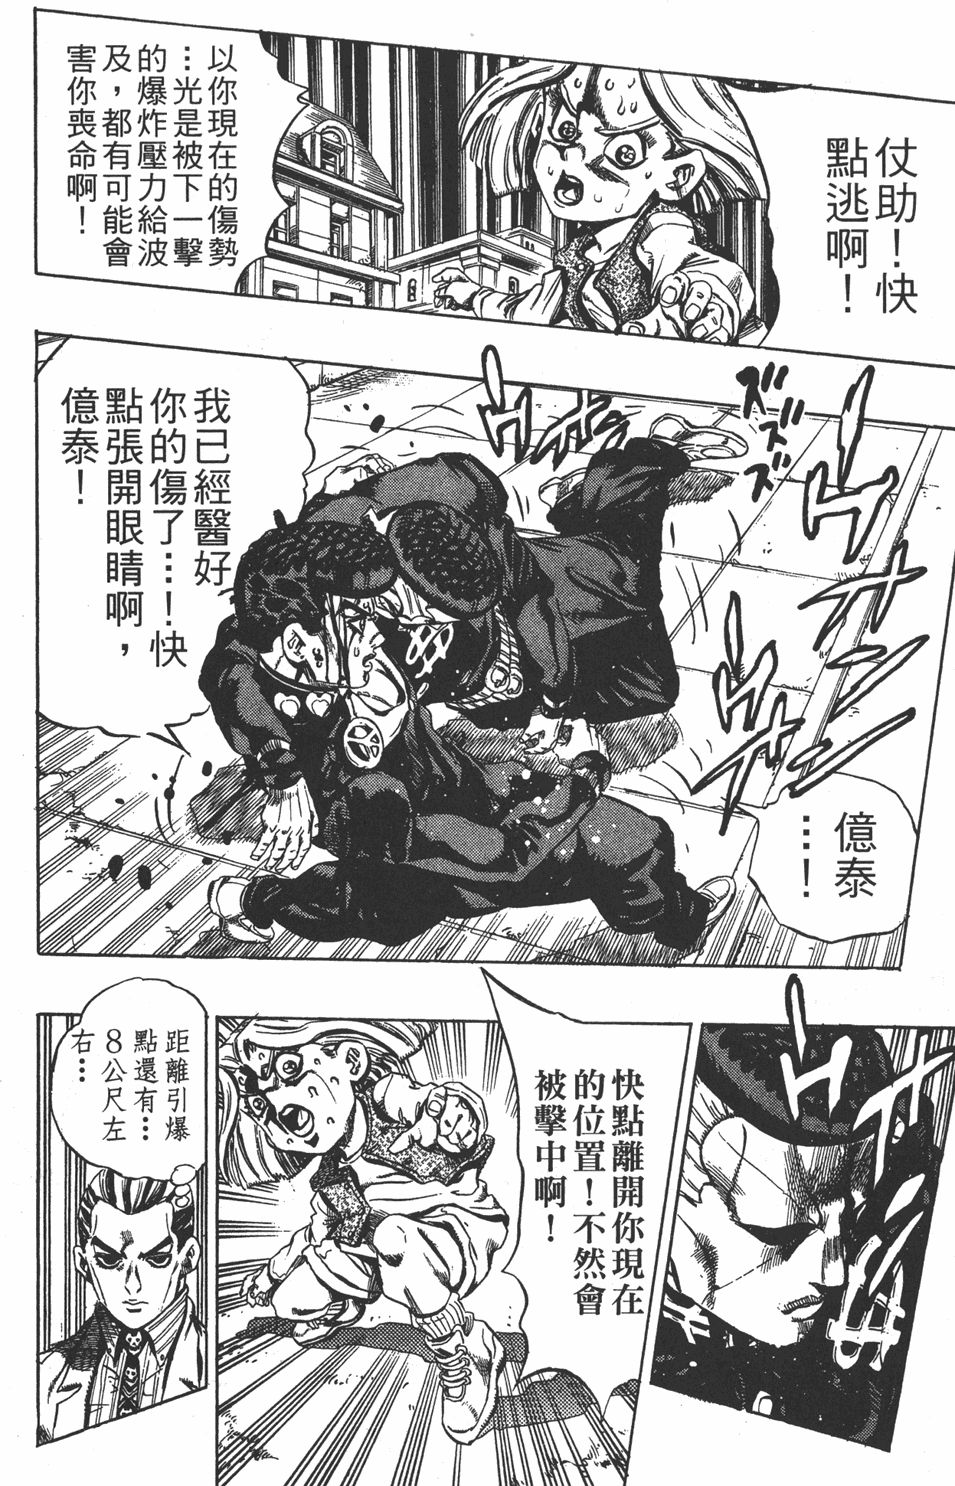 仗助！快
點逃啊！
以你現在的傷勢
…光是被下一擊
的爆炸壓力給波
及，都有可能會
害你喪命啊！
ズズズ
億泰
…！
我已經醫好
你的傷了…！快
點張開眼睛啊，
億泰！
快點離開你現在
的位置！不然會
被擊中啊！
距離引爆
點還有…
8公尺左
右…